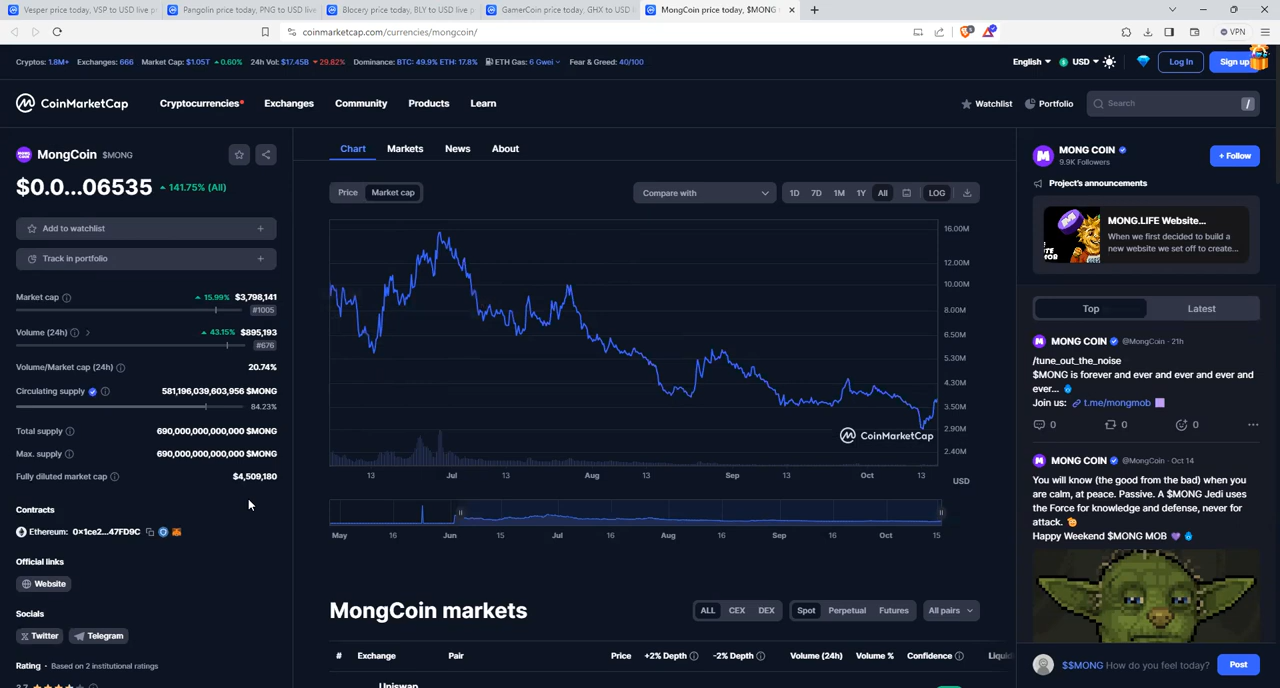 Vesper price today, VSP to USD live pr
Pangolin price today, PNG to USD live
Blocery price today, BLY to USD live p
GamerCoin price today, GHX to USD l
MongCoin price today, $MONG
coinmarketcap.com/currencies/mongcoin/
VPN
Cryptos: 1.8M+ Exchanges: 666 Market Cap: $1.05T 0.60% 24h Vol: $17.45B 29.82% Dominance: BTC: 49.9% ETH: 17.8% ETH Gas: 6 Gwei Fear & Greed: 40/100
English USD Log In Sign up
CoinMarketCap Cryptocurrencies Exchanges Community Products Learn
Watchlist Portfolio Search /
MongCoin $MONG
$0.0...06535 141.75% (All)
Add to watchlist +
Track in portfolio +
Market cap 15.99% $3,798,141
#1005
Volume (24h) 43.15% $895,193
#676
Volume/Market cap (24h) 20.74%
Circulating supply 581,196,039,603,956 $MONG
84.23%
Total supply 690,000,000,000,000 $MONG
Max. supply 690,000,000,000,000 $MONG
Fully diluted market cap $4,509,180
Contracts
Ethereum: 0x1ce2...47FD9C
Official links
Website
Socials
Twitter Telegram
Rating · Based on 2 institutional ratings
3.7
Chart Markets News About
Price Market cap
Compare with
1D 7D 1M 1Y All LOG
16.00M
12.00M
10.00M
8.00M
6.50M
5.30M
4.30M
3.50M
2.90M
2.40M
CoinMarketCap
13 Jul 13 Aug 13 Sep 13 Oct 13
USD
May 16 Jun 16 Jul 16 Aug 16 Sep 16 Oct 15
MongCoin markets
ALL CEX DEX Spot Perpetual Futures All pairs
# Exchange Pair Price +2% Depth -2% Depth Volume (24h) Volume % Confidence Liquid
Uniswap
MONG COIN
9.9K Followers
+ Follow
Project's announcements
MONG.LIFE Website...
When we first decided to build a
new website we set off to create...
Top Latest
MONG COIN @MongCoin · 21h
/tune_out_the_noise
$MONG is forever and ever and ever and ever and
ever...
Join us: t.me/mongmob
0 0 0 ...
MONG COIN @MongCoin · Oct 14
You will know (the good from the bad) when you
are calm, at peace. Passive. A $MONG Jedi uses
the Force for knowledge and defense, never for
attack.
Happy Weekend $MONG MOB
$$MONG How do you feel today? Post